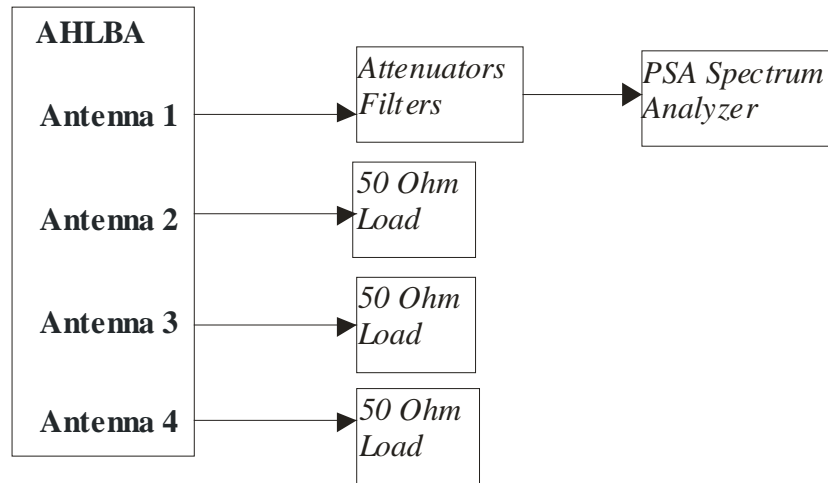 AHLBA
Antenna 1
Attenuators
Filters
PSA Spectrum
Analyzer
Antenna 2
50 Ohm
Load
Antenna 3
50 Ohm
Load
Antenna 4
50 Ohm
Load